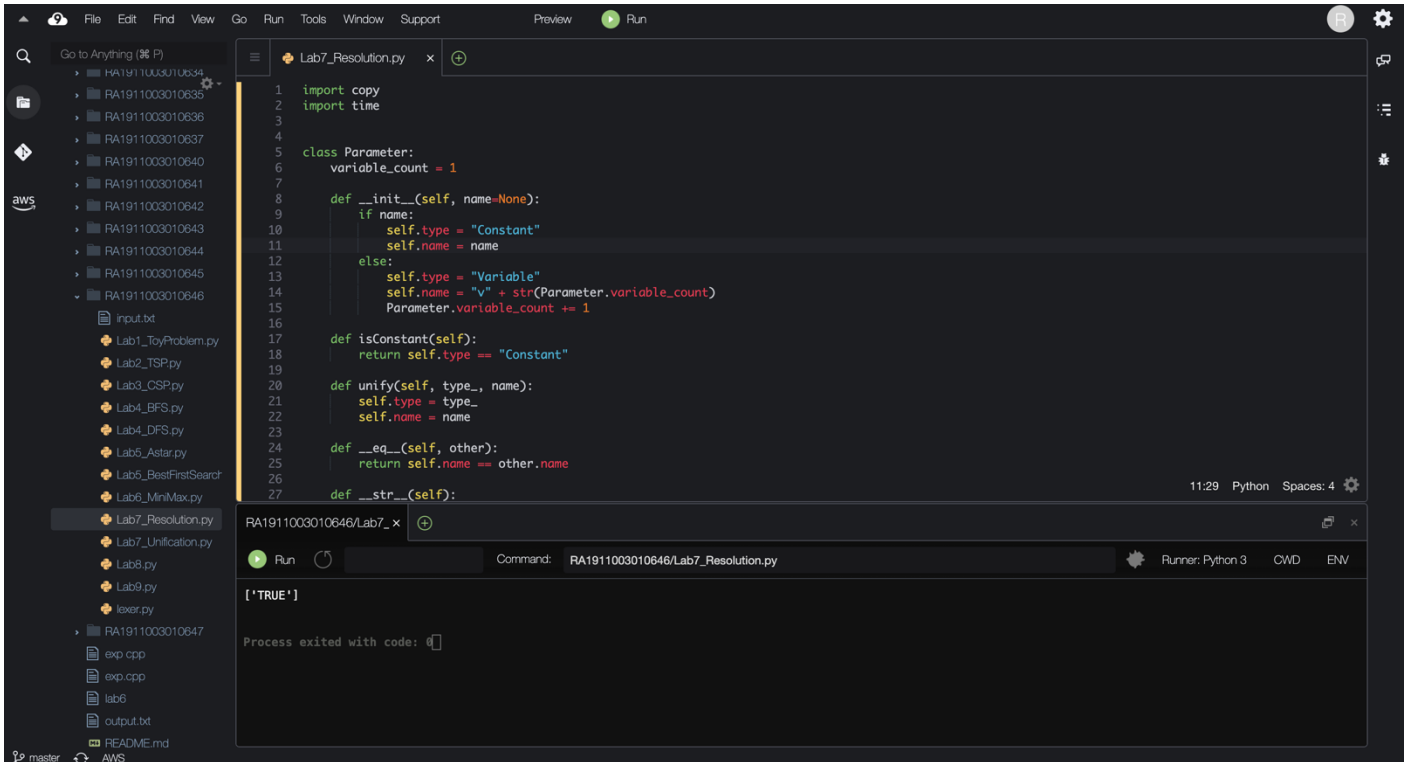 9 File Edit Find View Go Run Tools Window Support Preview Run R
Go to Anything (⌘ P)
RA1911003010634
RA1911003010635
RA1911003010636
RA1911003010637
RA1911003010640
RA1911003010641
RA1911003010642
RA1911003010643
RA1911003010644
RA1911003010645
RA1911003010646
input.txt
Lab1_ToyProblem.py
Lab2_TSP.py
Lab3_CSP.py
Lab4_BFS.py
Lab4_DFS.py
Lab5_Astar.py
Lab5_BestFirstSearch
Lab6_MiniMax.py
Lab7_Resolution.py
Lab7_Unification.py
Lab8.py
Lab9.py
lexer.py
RA1911003010647
exp cpp
exp.cpp
lab6
output.txt
README.md
aws
master AWS
Lab7_Resolution.py ×
1 import copy
2 import time
3
4
5 class Parameter:
6     variable_count = 1
7
8     def __init__(self, name=None):
9         if name:
10             self.type = "Constant"
11             self.name = name
12         else:
13             self.type = "Variable"
14             self.name = "v" + str(Parameter.variable_count)
15             Parameter.variable_count += 1
16
17     def isConstant(self):
18         return self.type == "Constant"
19
20     def unify(self, type_, name):
21         self.type = type_
22         self.name = name
23
24     def __eq__(self, other):
25         return self.name == other.name
26
27     def __str__(self):
11:29 Python Spaces: 4
RA1911003010646/Lab7_ ×
Run Command: RA1911003010646/Lab7_Resolution.py Runner: Python 3 CWD ENV
['TRUE']
Process exited with code: 0